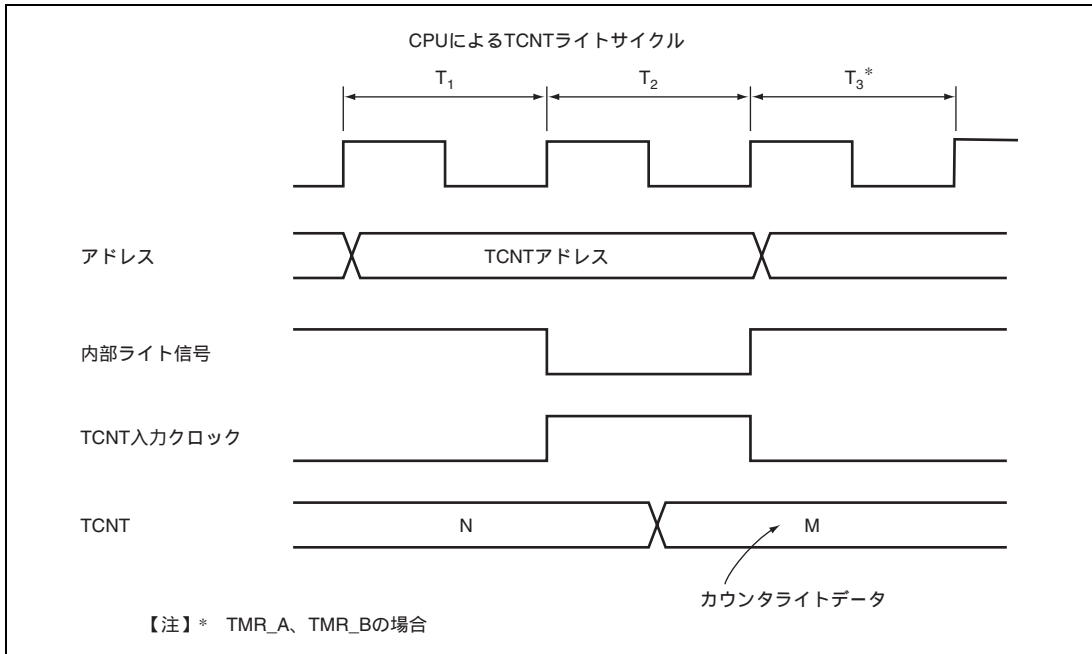 CPUによるTCNTライトサイクル
T1 T2 T3*
アドレス TCNTアドレス
内部ライト信号
TCNT入力クロック
TCNT N M
カウンタライトデータ
【注】* TMR_A、TMR_Bの場合